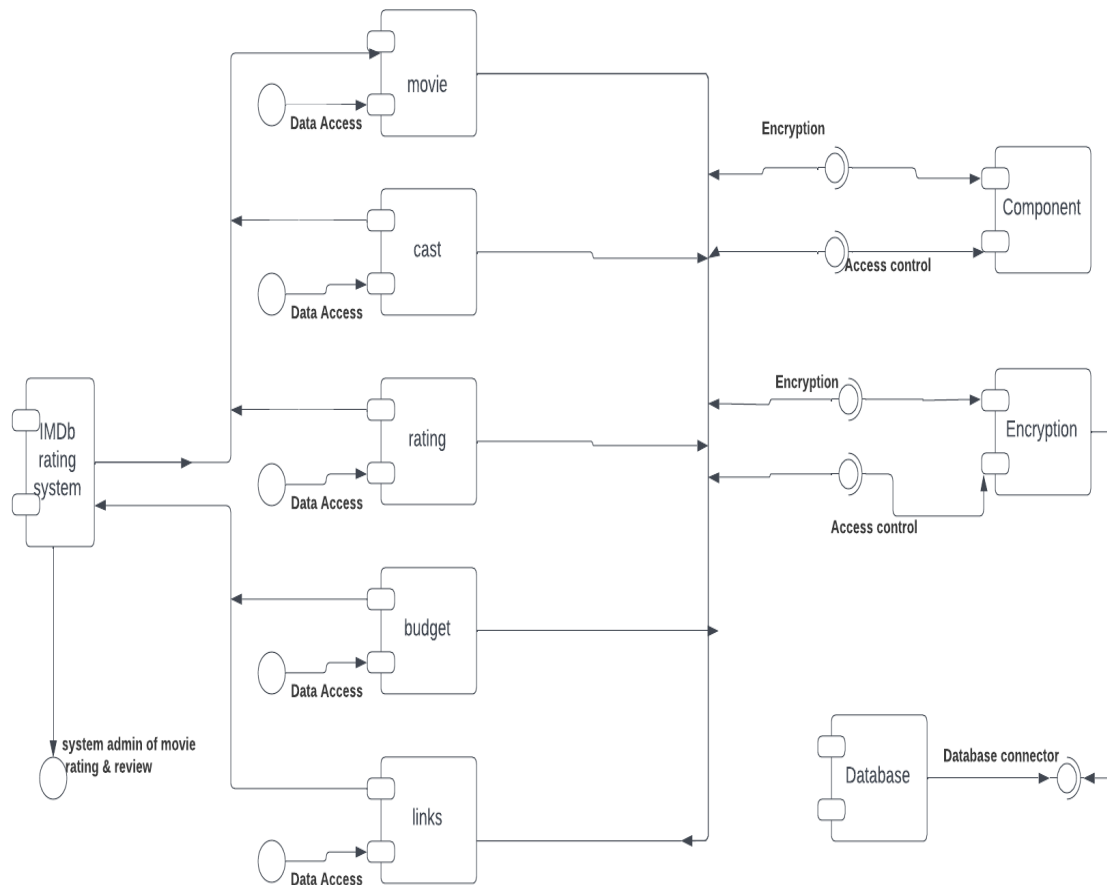 movie
Data Access
Encryption
Component
Access control
cast
Data Access
Encryption
IMDb
rating
system
rating
Encryption
Data Access
Access control
budget
Data Access
system admin of movie
rating & review
Database connector
Database
links
Data Access